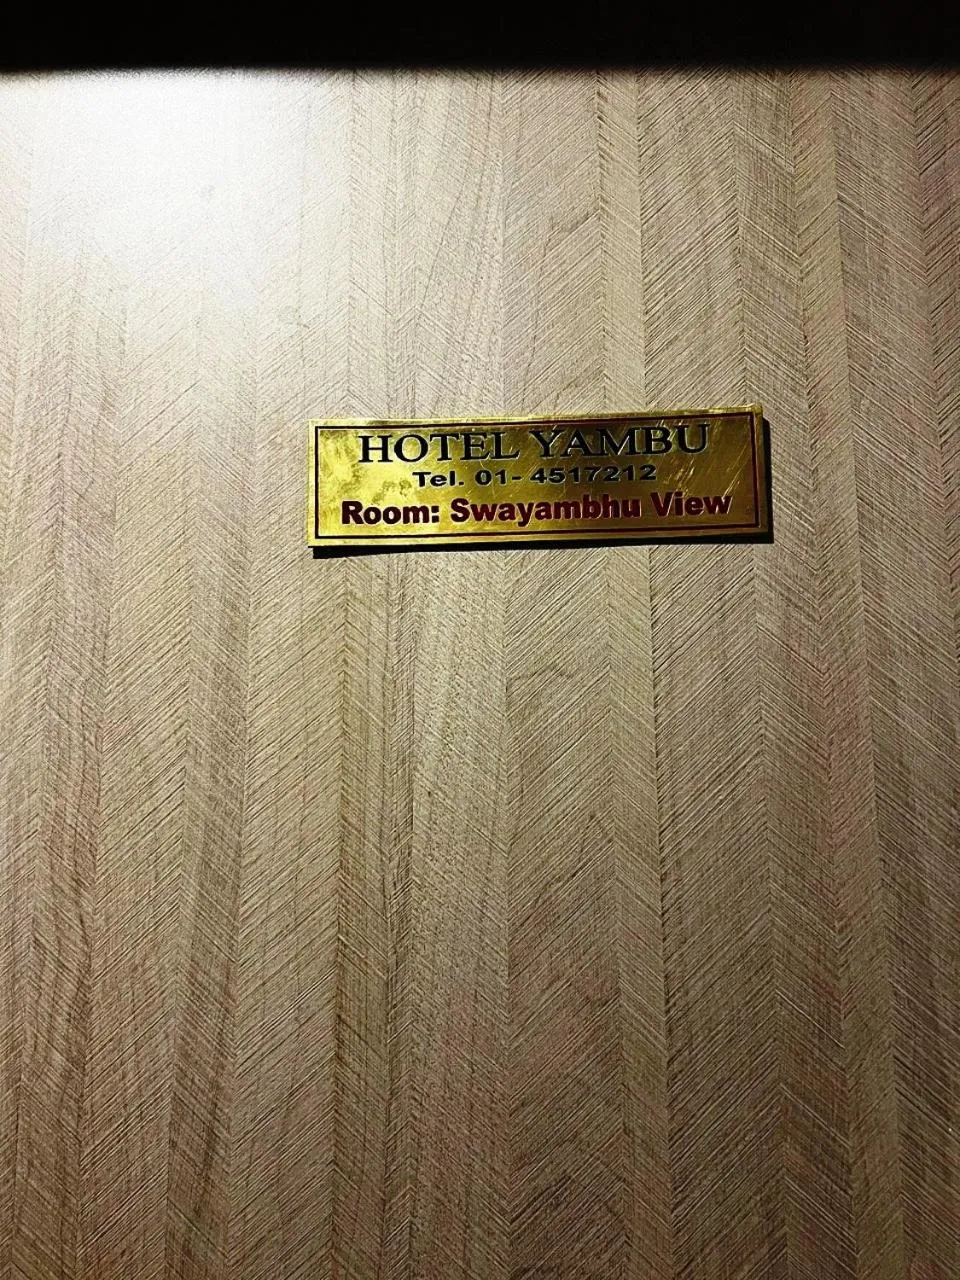 HOTEL YAMBU
Tel. 01- 4517212
Room: Swayambhu View